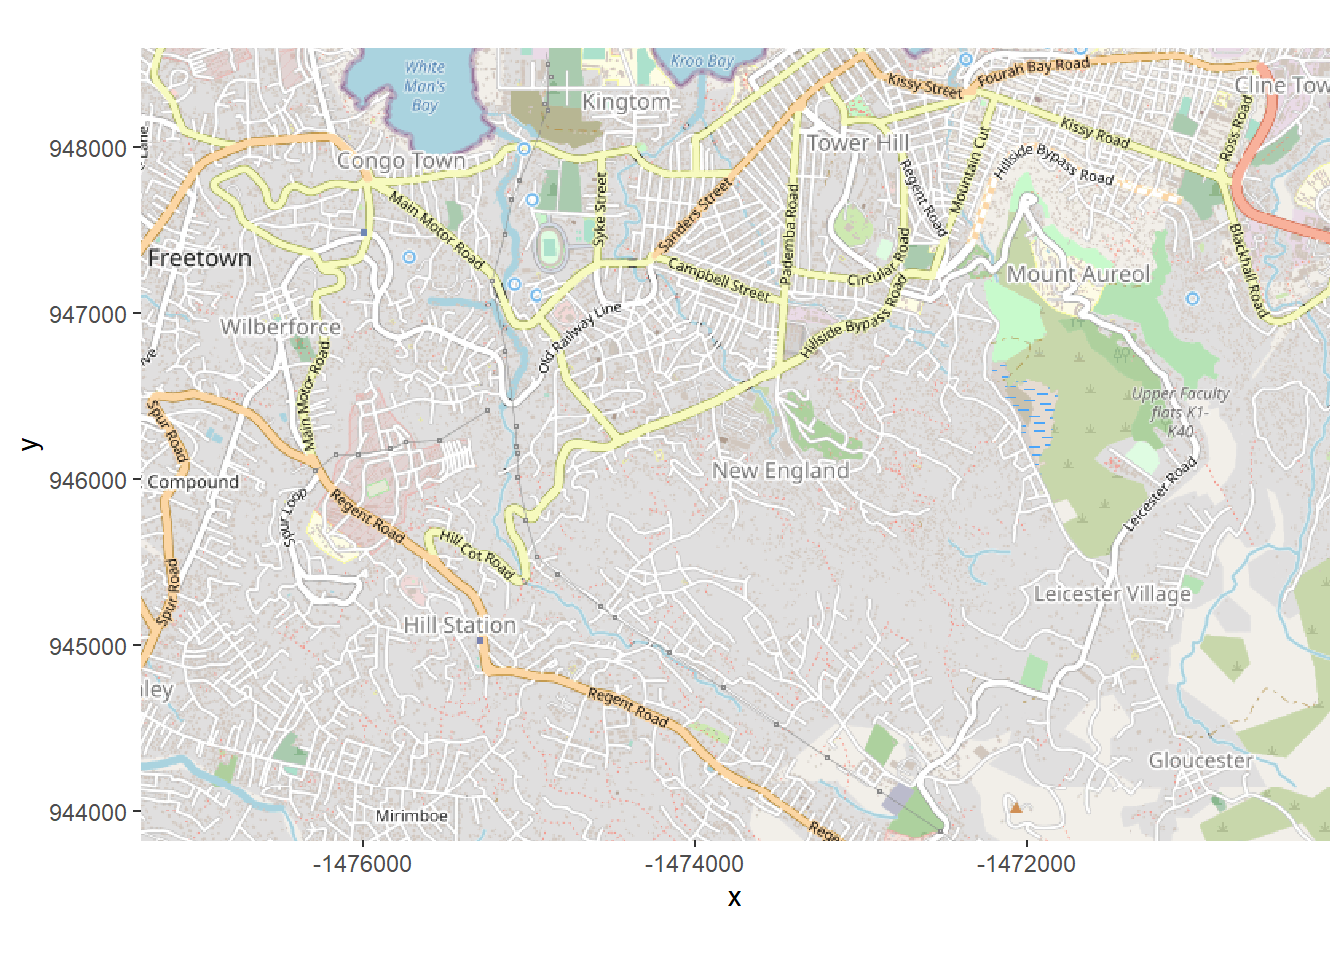 White
Man's
Bay
Kroo Bay
Kingtom
Kissy Street
Fourah Bay Road
Cline Tow
Congo Town
Tower Hill
Kissy Road
Ross Road
Lane
Main Motor Road
Syke Street
Sanders Street
Pademba Road
Regent Road
Mountain Cut
Hillside Bypass Road
Freetown
Campbell Street
Circular Road
Mount Aureol
Blackhall Road
Wilberforce
Old Railway Line
Hillside Bypass Road
Main Motor Road
ve
Upper Faculty
flats K1-
K40
Spur Road
New England
Compound
Spur Loop
Regent Road
Leicester Road
Hill Cot Road
Spur Road
Leicester Village
Hill Station
ley
Regent Road
Gloucester
Mirimboe
Rege
948000
947000
946000
945000
944000
y
-1476000
-1474000
-1472000
x